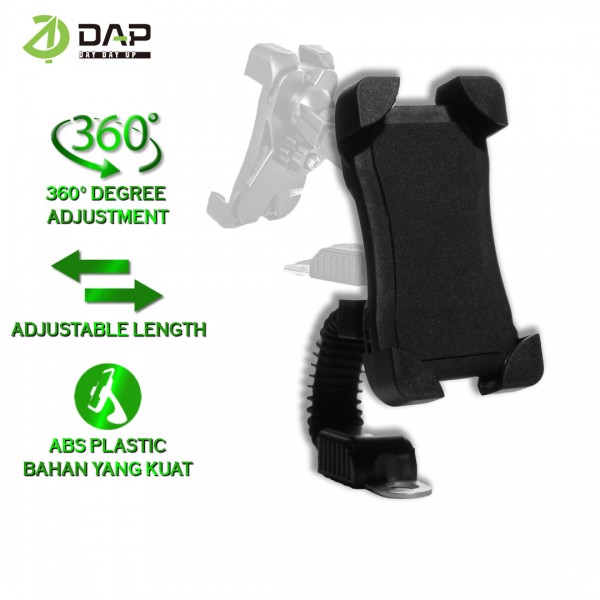 DAP
DAY DAY UP
360°
360° DEGREE
ADJUSTMENT
ADJUSTABLE LENGTH
ABS PLASTIC
BAHAN YANG KUAT